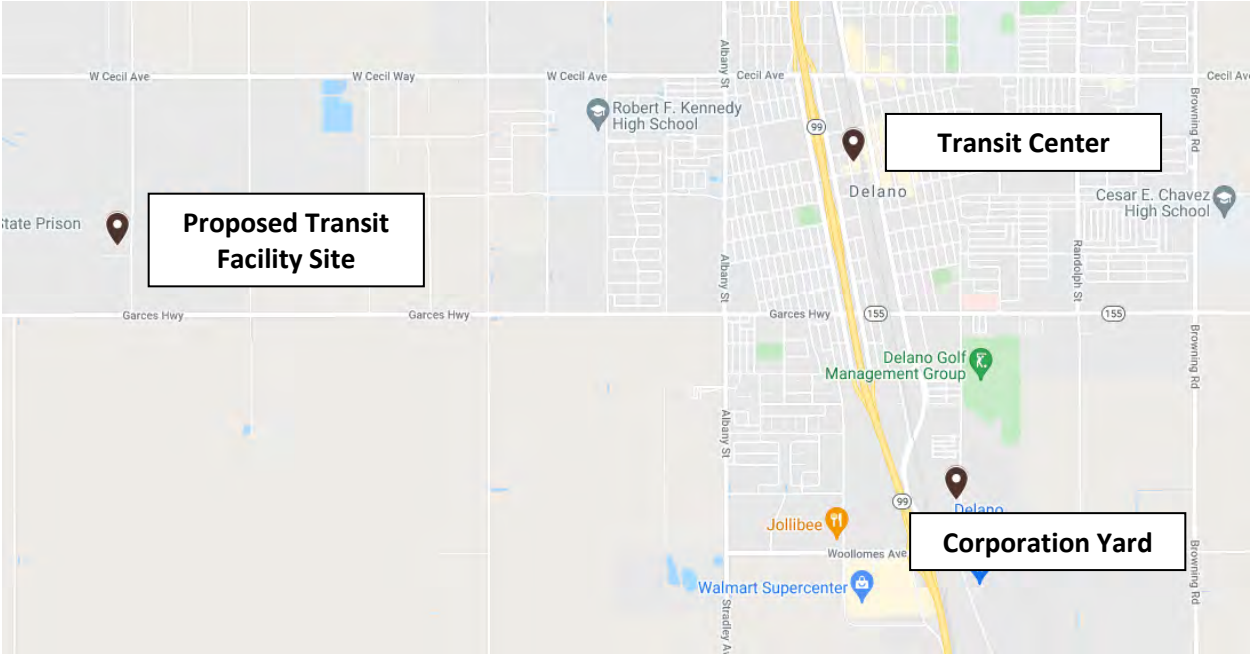 W Cecil Ave
W Cecil Way
W Cecil Ave
Albany St
Cecil Ave
Cecil Av
Robert F. Kennedy
High School
99
Transit Center
Browning Rd
Delano
Cesar E. Chavez
High School
State Prison
Proposed Transit
Facility Site
Albany St
Randolph St
Garces Hwy
Garces Hwy
Garces Hwy
155
155
Browning Rd
Delano Golf
Management Group
Albany St
99
Delano
Jollibee
Corporation Yard
Woollomes Ave
Browning Rd
Walmart Supercenter
Stradley Av